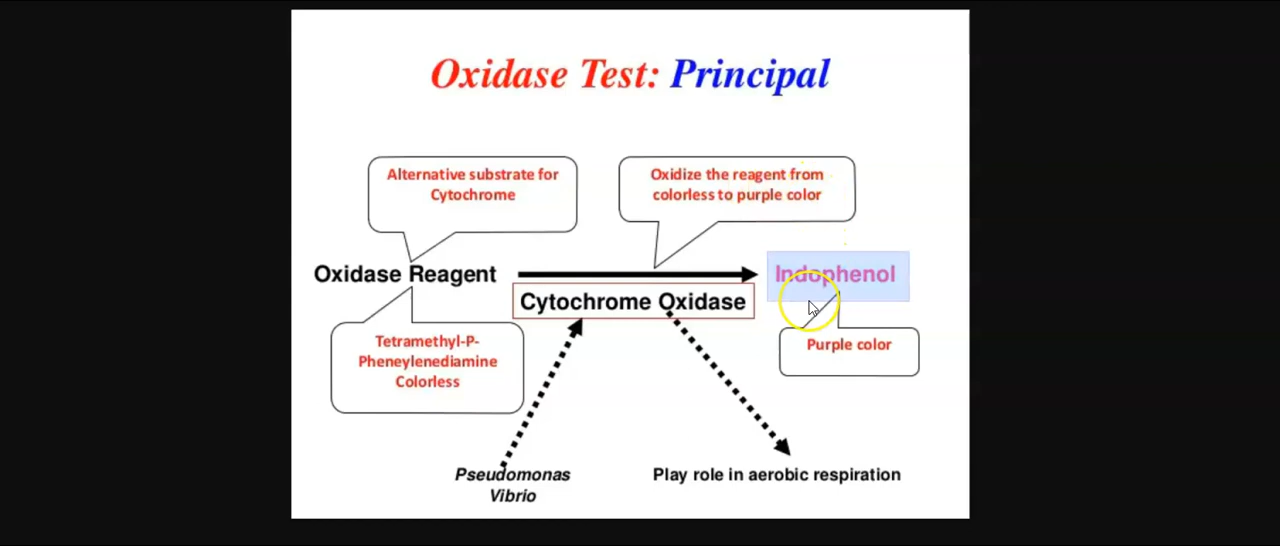 Oxidase Test: Principal
Alternative substrate for
Cytochrome
Oxidize the reagent from
colorless to purple color
Oxidase Reagent
Indophenol
Cytochrome Oxidase
Tetramethyl-P-
Pheneylenediamine
Colorless
Purple color
Pseudomonas
Vibrio
Play role in aerobic respiration